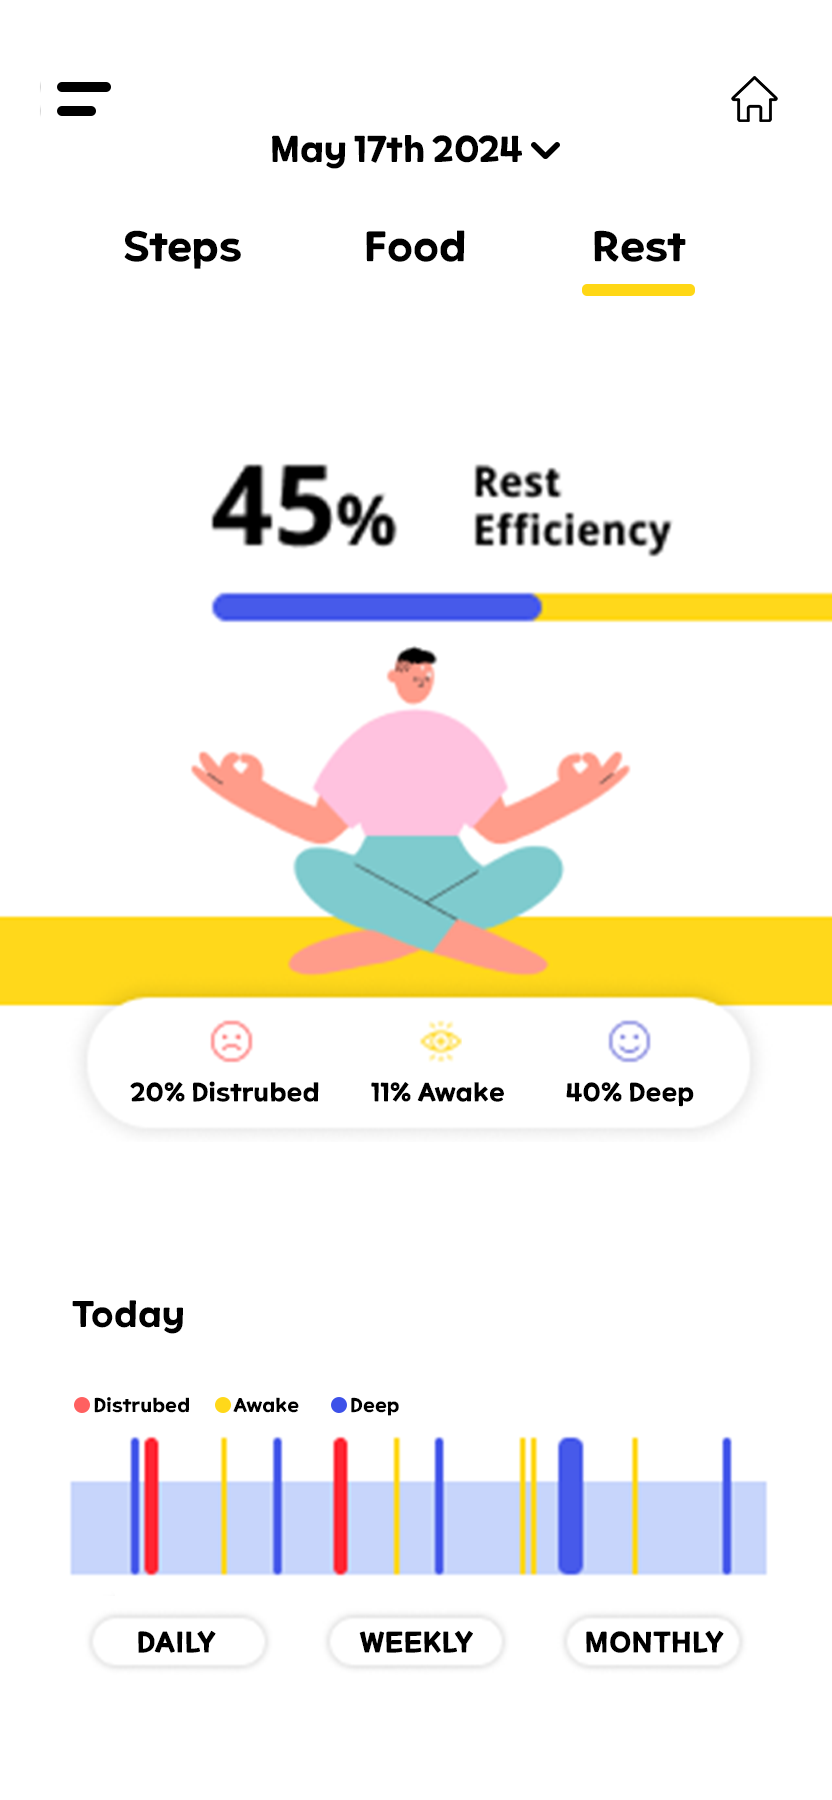 May 17th 2024
Steps Food Rest
45% Rest
Efficiency
20% Distrubed 11% Awake 40% Deep
Today
Distrubed Awake Deep
DAILY WEEKLY MONTHLY